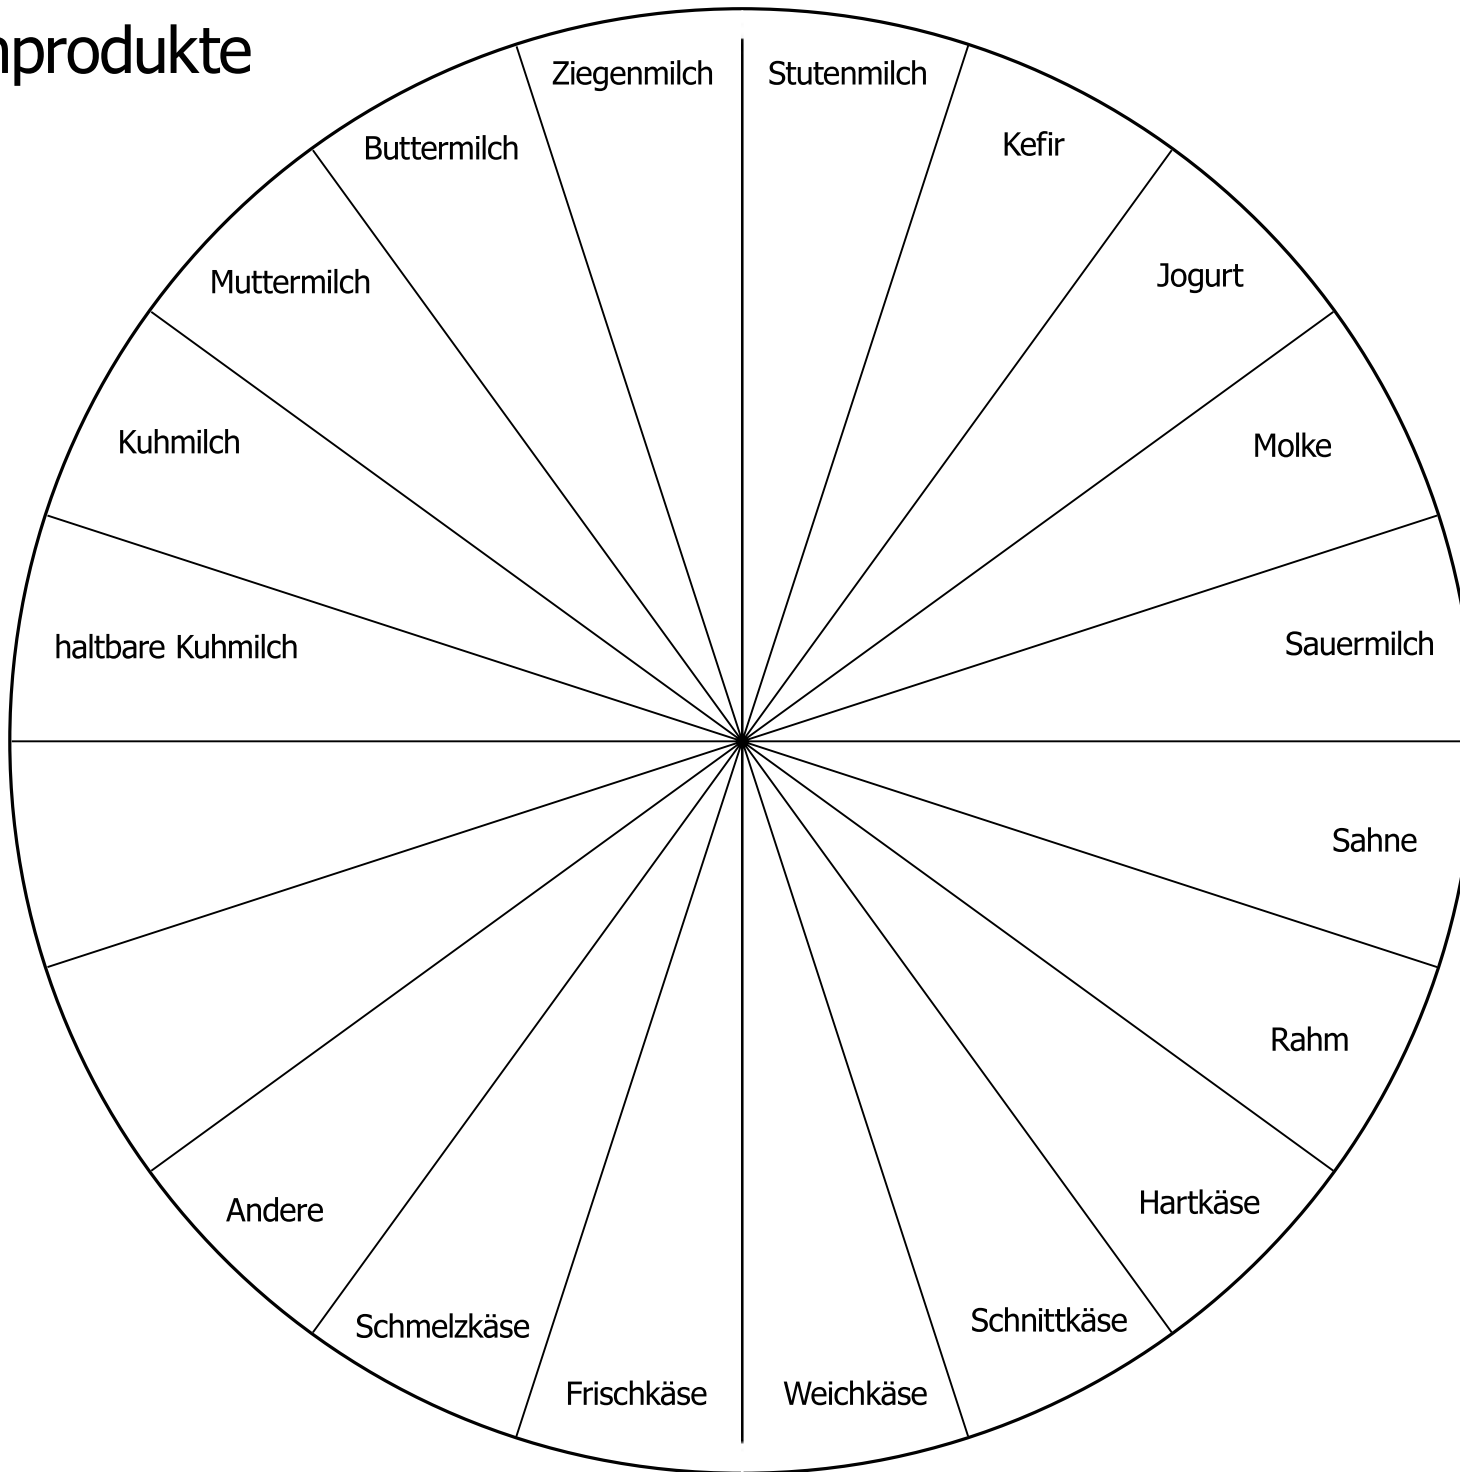 nprodukte
Ziegenmilch
Stutenmilch
Buttermilch
Kefir
Muttermilch
Jogurt
Kuhmilch
Molke
haltbare Kuhmilch
Sauermilch
Sahne
Rahm
Andere
Hartkäse
Schmelzkäse
Schnittkäse
Frischkäse
Weichkäse